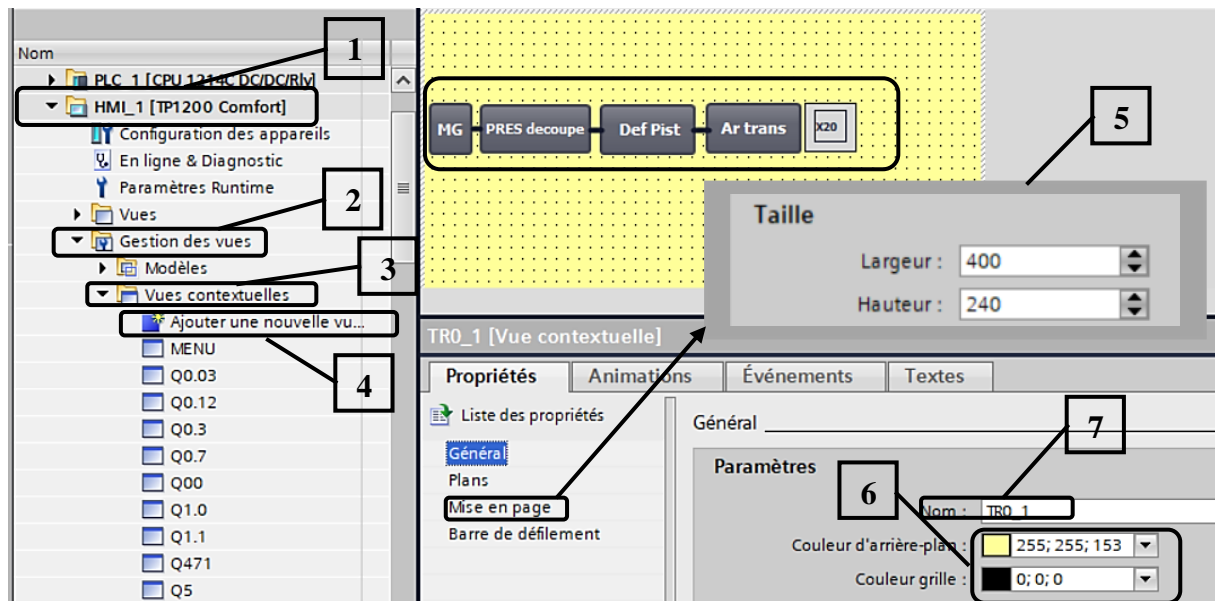 Nom
1
PLC_1 [CPU 1214C DC/DC/Rly]
HMI_1 [TP1200 Comfort]
Configuration des appareils
En ligne & Diagnostic
Paramètres Runtime
2
Vues
Gestion des vues
3
Modèles
Vues contextuelles
Ajouter une nouvelle vu...
4
MENU
Q0.03
Q0.12
Q0.3
Q0.7
Q00
Q1.0
Q1.1
Q471
Q5
MG
PRES decoupe
Def Pist
Ar trans
X20
5
Taille
Largeur : 400
Hauteur : 240
TR0_1 [Vue contextuelle]
Propriétés Animations Événements Textes
Liste des propriétés
Général
Plans
Mise en page
Barre de défilement
Général
7
Paramètres
6
Nom : TR0_1
Couleur d'arrière-plan : 255; 255; 153
Couleur grille : 0; 0; 0